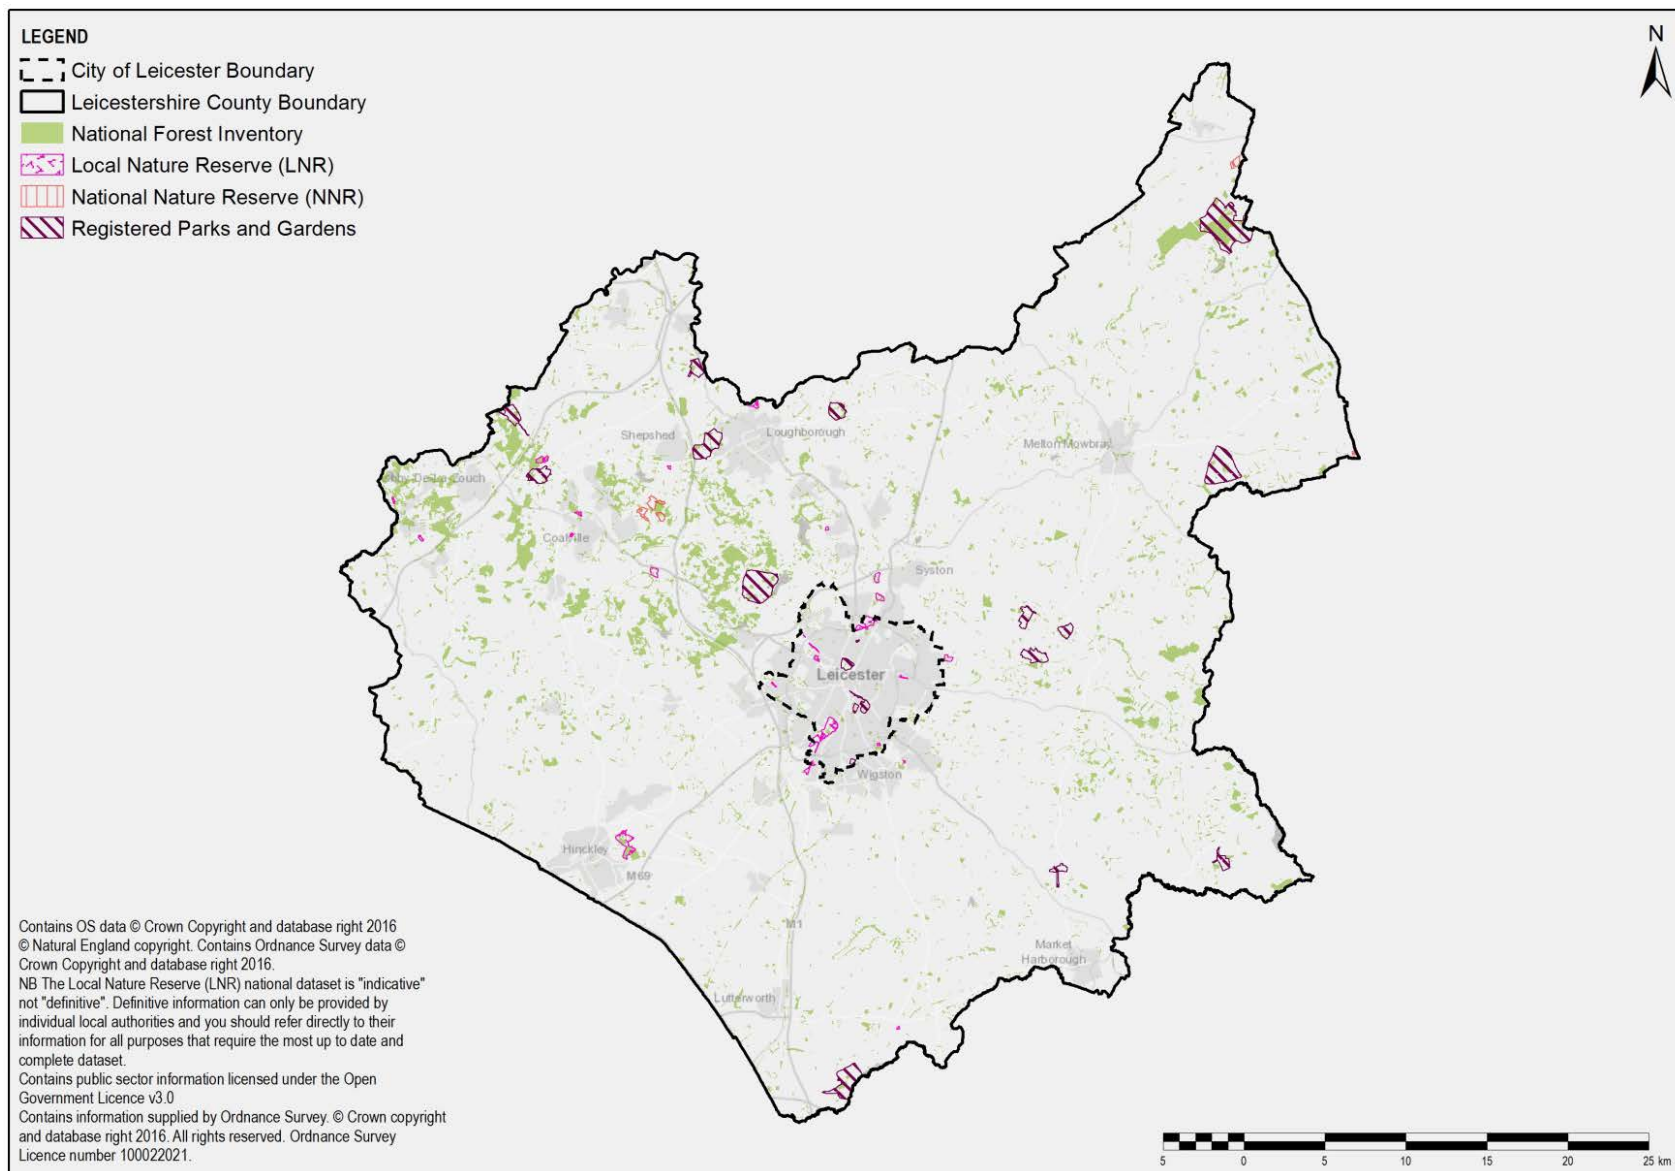 LEGEND
City of Leicester Boundary
Leicestershire County Boundary
National Forest Inventory
Local Nature Reserve (LNR)
National Nature Reserve (NNR)
Registered Parks and Gardens
N
Shepshed
Loughborough
Melton Mowbray
Coalville
Syston
Leicester
Wigston
Hinckley
M69
M1
Market
Harborough
Lutterworth
Contains OS data © Crown Copyright and database right 2016
© Natural England copyright. Contains Ordnance Survey data ©
Crown Copyright and database right 2016.
NB The Local Nature Reserve (LNR) national dataset is "indicative"
not "definitive". Definitive information can only be provided by
individual local authorities and you should refer directly to their
information for all purposes that require the most up to date and
complete dataset.
Contains public sector information licensed under the Open
Government Licence v3.0
Contains information supplied by Ordnance Survey. © Crown copyright
and database right 2016. All rights reserved. Ordnance Survey
Licence number 100022021.
5 0 5 10 15 20 25 km